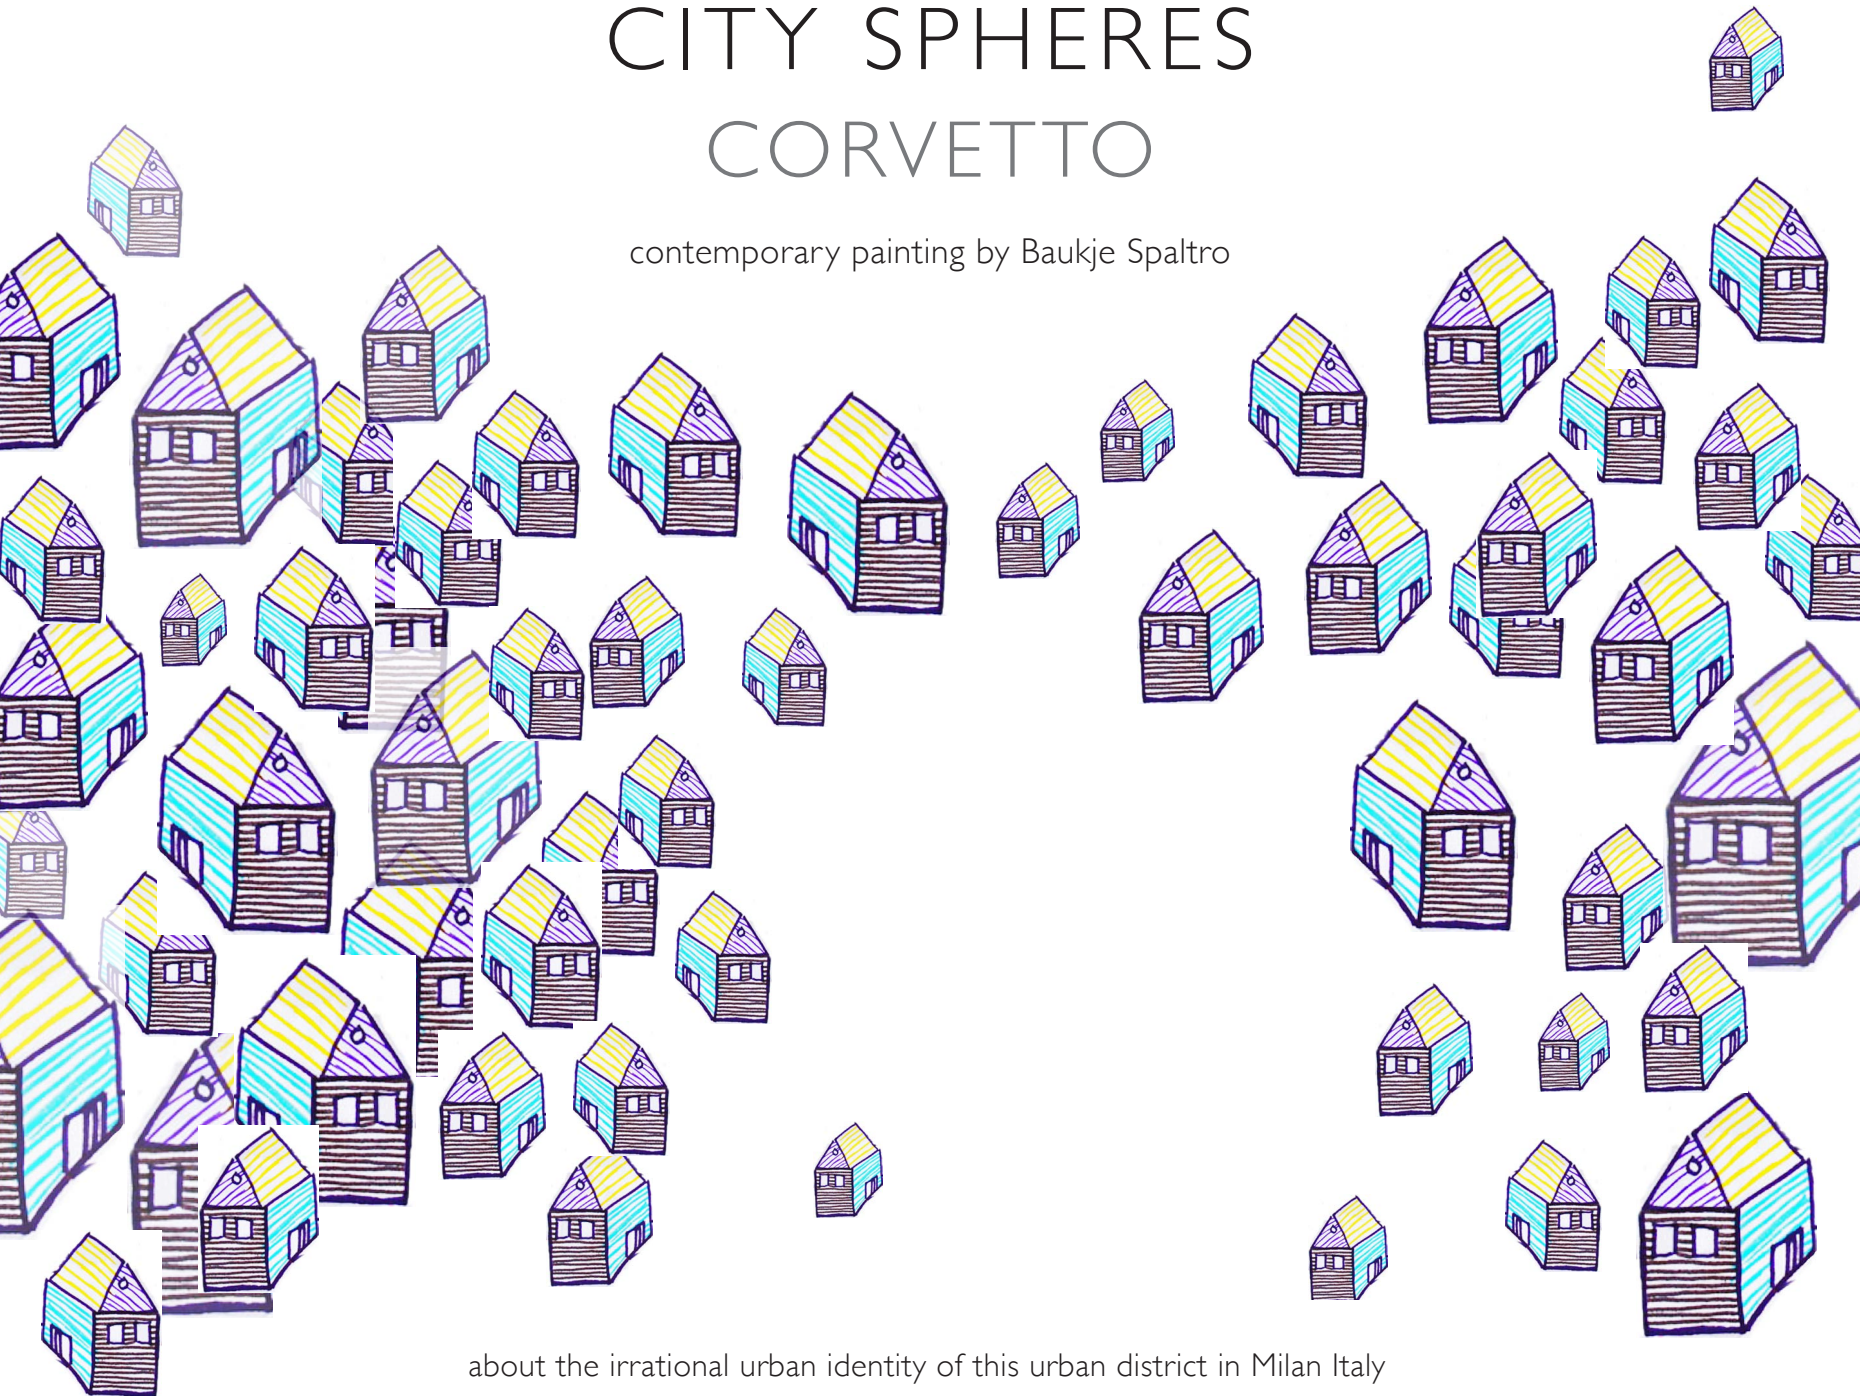 CITY SPHERES
CORVETTO
contemporary painting by Baukje Spaltro
about the irrational urban identity of this urban district in Milan Italy